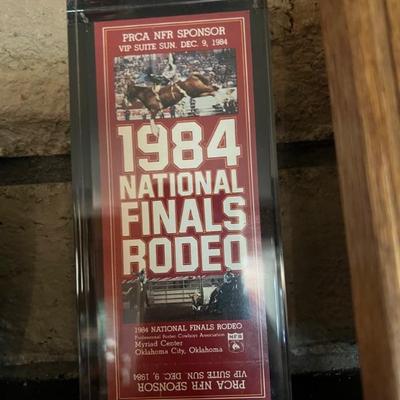 PRCA NFR SPONSOR
VIP SUITE SUN. DEC. 9, 1984
1984
NATIONAL
FINALS
RODEO
1984 NATIONAL FINALS RODEO
Professional Rodeo Cowboys Association
Myriad Center
Oklahoma City, Oklahoma
NFR
PRCA NFR SPONSOR
VIP SUITE SUN. DEC. 9, 1984